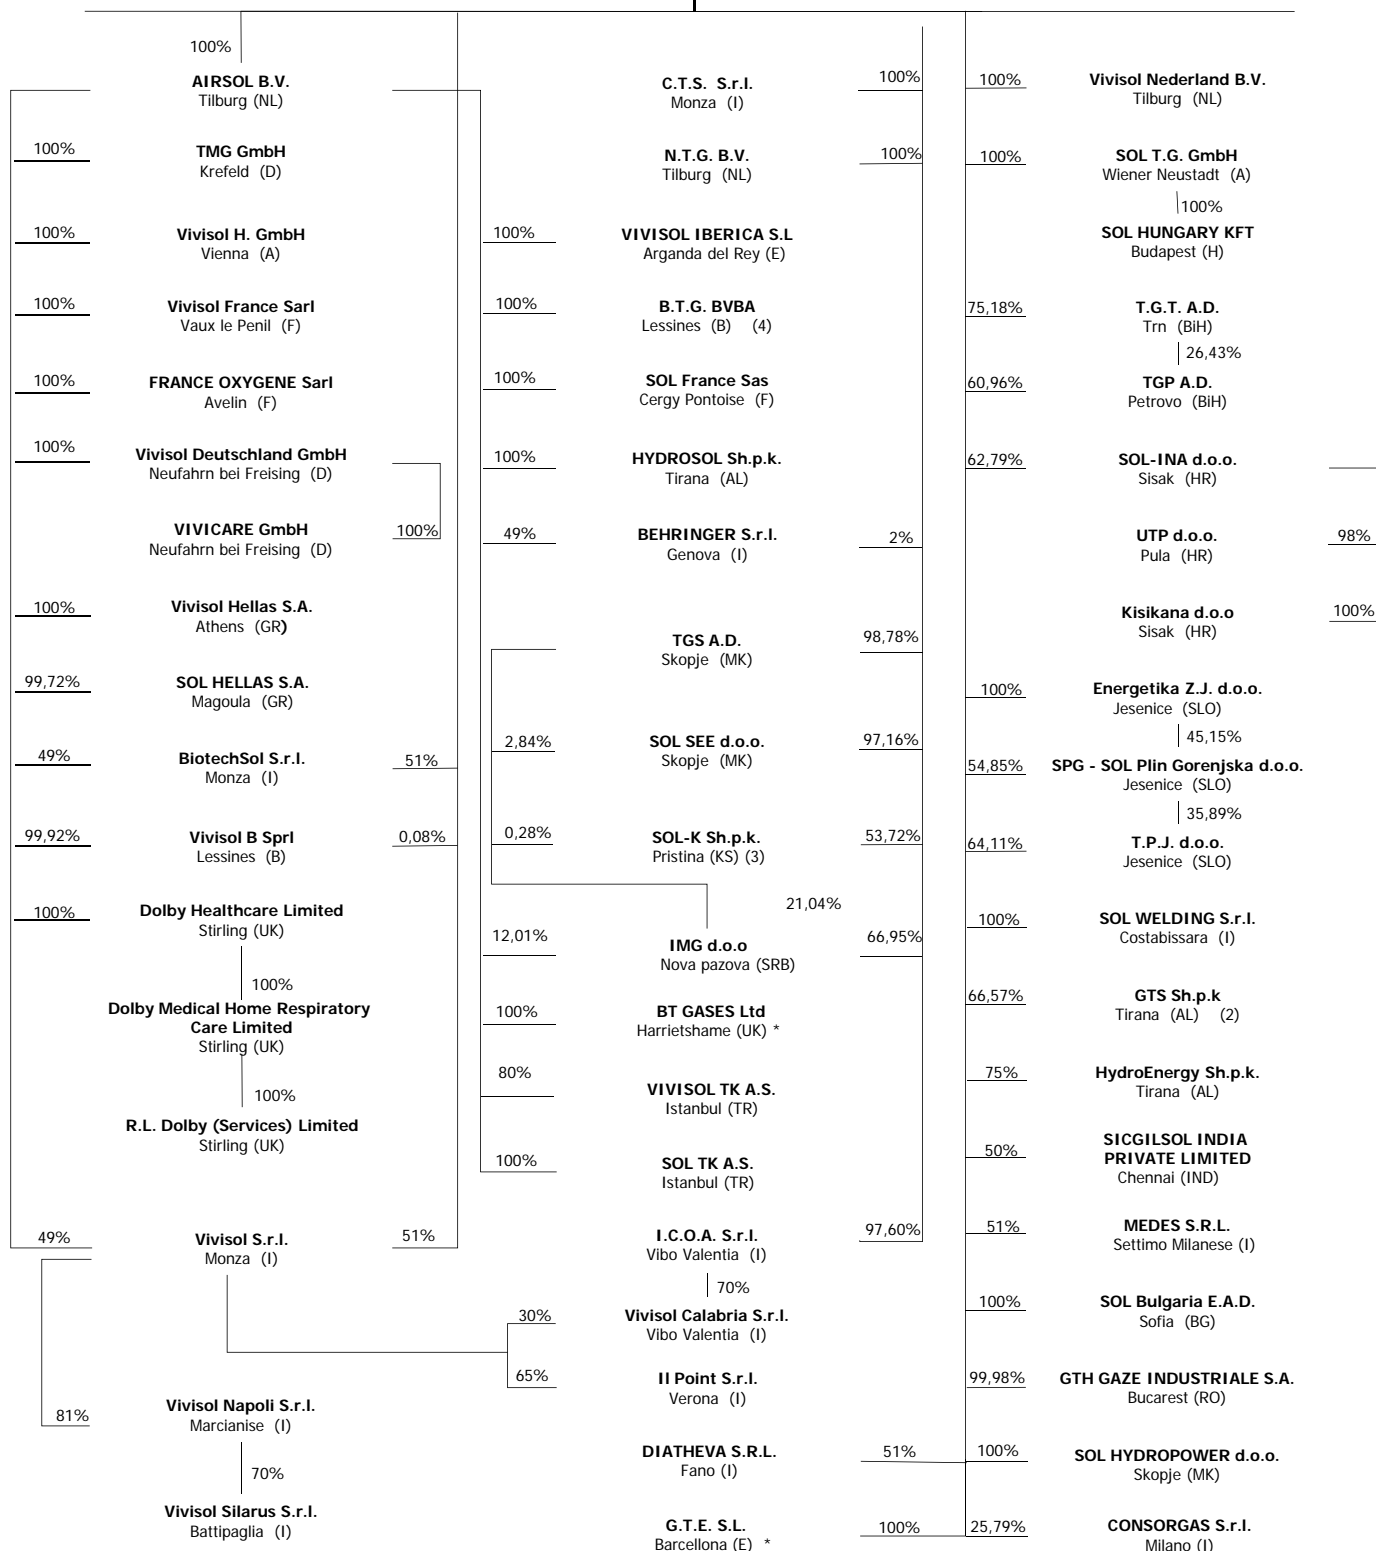 100%
AIRSOL B.V.
Tilburg (NL)
100%
TMG GmbH
Krefeld (D)
100%
Vivisol H. GmbH
Vienna (A)
100%
Vivisol France Sarl
Vaux le Penil (F)
100%
FRANCE OXYGENE Sarl
Avelin (F)
100%
Vivisol Deutschland GmbH
Neufahrn bei Freising (D)
VIVICARE GmbH
100%
Neufahrn bei Freising (D)
100%
Vivisol Hellas S.A.
Athens (GR)
99,72%
SOL HELLAS S.A.
Magoula (GR)
49%
BiotechSol S.r.l.
51%
Monza (I)
99,92%
Vivisol B Sprl
0,08%
Lessines (B)
100%
Dolby Healthcare Limited
Stirling (UK)
100%
Dolby Medical Home Respiratory
Care Limited
Stirling (UK)
100%
R.L. Dolby (Services) Limited
Stirling (UK)
49%
Vivisol S.r.l.
51%
Monza (I)
81%
Vivisol Napoli S.r.l.
Marcianise (I)
70%
Vivisol Silarus S.r.l.
Battipaglia (I)
C.T.S. S.r.l.
100%
Monza (I)
N.T.G. B.V.
100%
Tilburg (NL)
100%
VIVISOL IBERICA S.L
Arganda del Rey (E)
100%
B.T.G. BVBA
Lessines (B) (4)
100%
SOL France Sas
Cergy Pontoise (F)
100%
HYDROSOL Sh.p.k.
Tirana (AL)
49%
BEHRINGER S.r.l.
2%
Genova (I)
TGS A.D.
98,78%
Skopje (MK)
2,84%
SOL SEE d.o.o.
97,16%
Skopje (MK)
0,28%
SOL-K Sh.p.k.
53,72%
Pristina (KS) (3)
21,04%
12,01%
IMG d.o.o
66,95%
Nova pazova (SRB)
100%
BT GASES Ltd
Harrietshame (UK) *
80%
VIVISOL TK A.S.
Istanbul (TR)
100%
SOL TK A.S.
Istanbul (TR)
I.C.O.A. S.r.l.
97,60%
Vibo Valentia (I)
70%
30%
Vivisol Calabria S.r.l.
Vibo Valentia (I)
65%
Il Point S.r.l.
Verona (I)
DIATHEVA S.R.L.
51%
Fano (I)
G.T.E. S.L.
100%
Barcellona (E) *
100%
Vivisol Nederland B.V.
Tilburg (NL)
100%
SOL T.G. GmbH
Wiener Neustadt (A)
100%
SOL HUNGARY KFT
Budapest (H)
75,18%
T.G.T. A.D.
Trn (BiH)
26,43%
60,96%
TGP A.D.
Petrovo (BiH)
62,79%
SOL-INA d.o.o.
Sisak (HR)
UTP d.o.o.
98%
Pula (HR)
Kisikana d.o.o
100%
Sisak (HR)
100%
Energetika Z.J. d.o.o.
Jesenice (SLO)
45,15%
54,85%
SPG - SOL Plin Gorenjska d.o.o.
Jesenice (SLO)
35,89%
64,11%
T.P.J. d.o.o.
Jesenice (SLO)
100%
SOL WELDING S.r.l.
Costabissara (I)
66,57%
GTS Sh.p.k
Tirana (AL) (2)
75%
HydroEnergy Sh.p.k.
Tirana (AL)
50%
SICGILSOL INDIA
PRIVATE LIMITED
Chennai (IND)
51%
MEDES S.R.L.
Settimo Milanese (I)
100%
SOL Bulgaria E.A.D.
Sofia (BG)
99,98%
GTH GAZE INDUSTRIALE S.A.
Bucarest (RO)
100%
SOL HYDROPOWER d.o.o.
Skopje (MK)
25,79%
CONSORGAS S.r.l.
Milano (I)